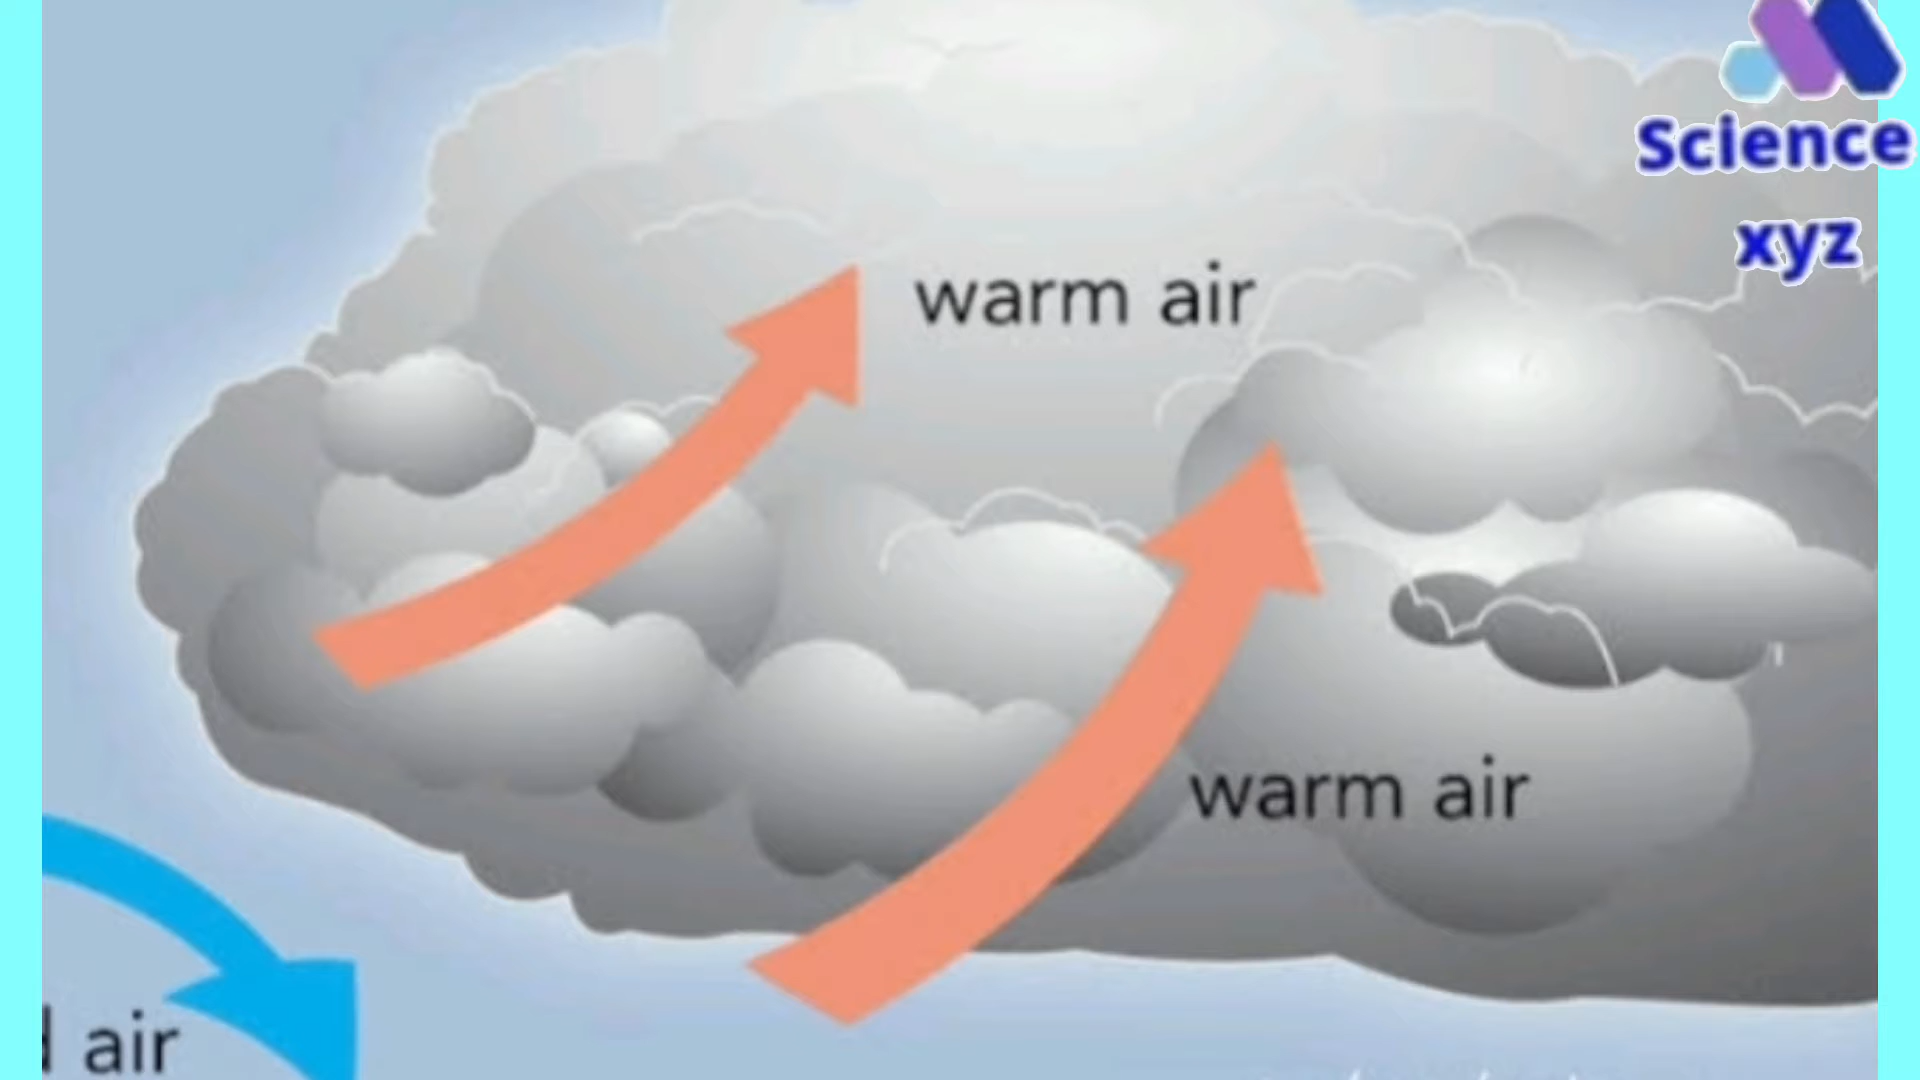 Science
xyz
warm air
warm air
air